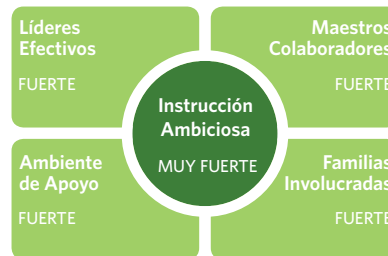 Líderes
Efectivos
FUERTE
Maestros
Colaboradores
FUERTE
Instrucción
Ambiciosa
MUY FUERTE
Ambiente
de Apoyo
FUERTE
Familias
Involucradas
FUERTE